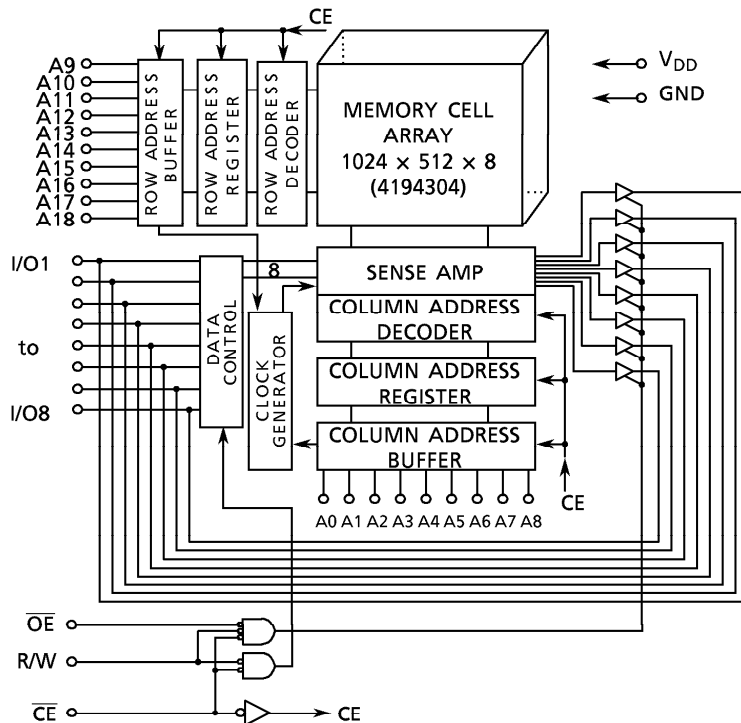 CE
A9
A10
A11
A12
A13
A14
A15
A16
A17
A18
ROW ADDRESS
BUFFER
ROW ADDRESS
REGISTER
ROW ADDRESS
DECODER
MEMORY CELL
ARRAY
1024 × 512 × 8
(4194304)
VDD
GND
I/O1
to
I/O8
DATA
CONTROL
8
SENSE AMP
COLUMN ADDRESS
DECODER
CLOCK
GENERATOR
COLUMN ADDRESS
REGISTER
COLUMN ADDRESS
BUFFER
CE
A0 A1 A2 A3 A4 A5 A6 A7 A8
O̅E̅
R/W
C̅E̅
CE